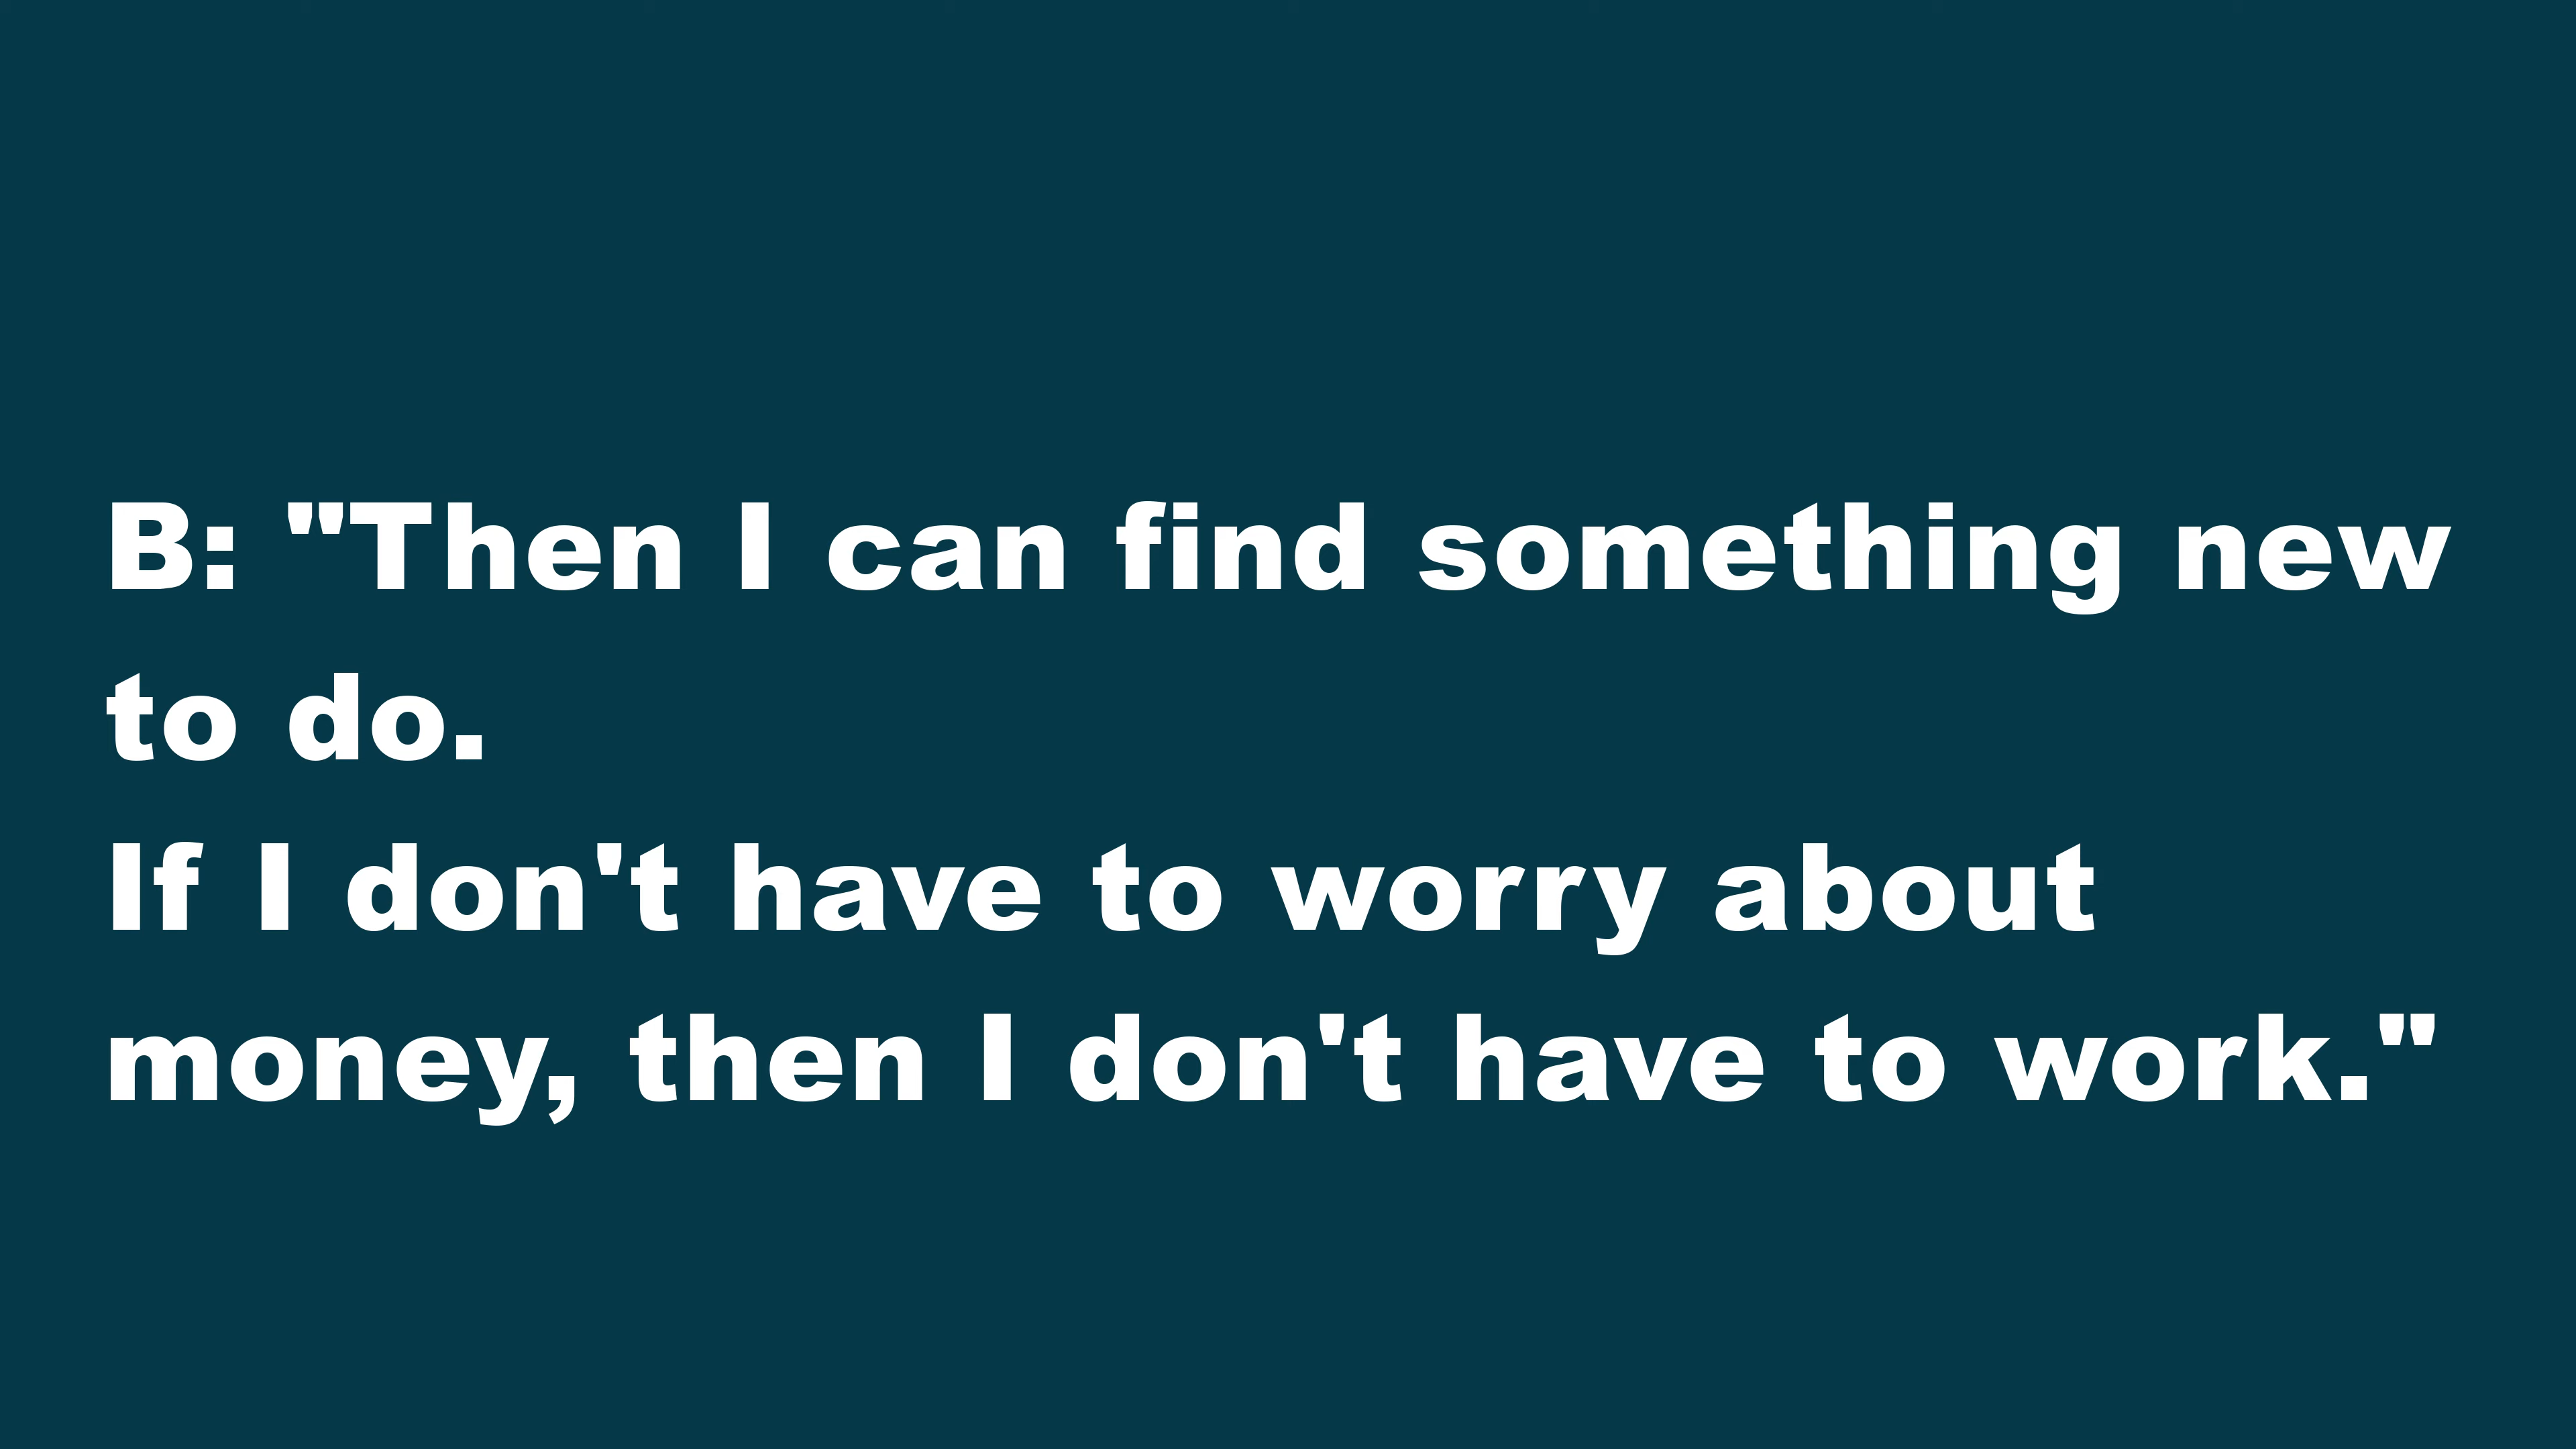 B: "Then I can find something new
to do.
If I don't have to worry about
money, then I don't have to work."